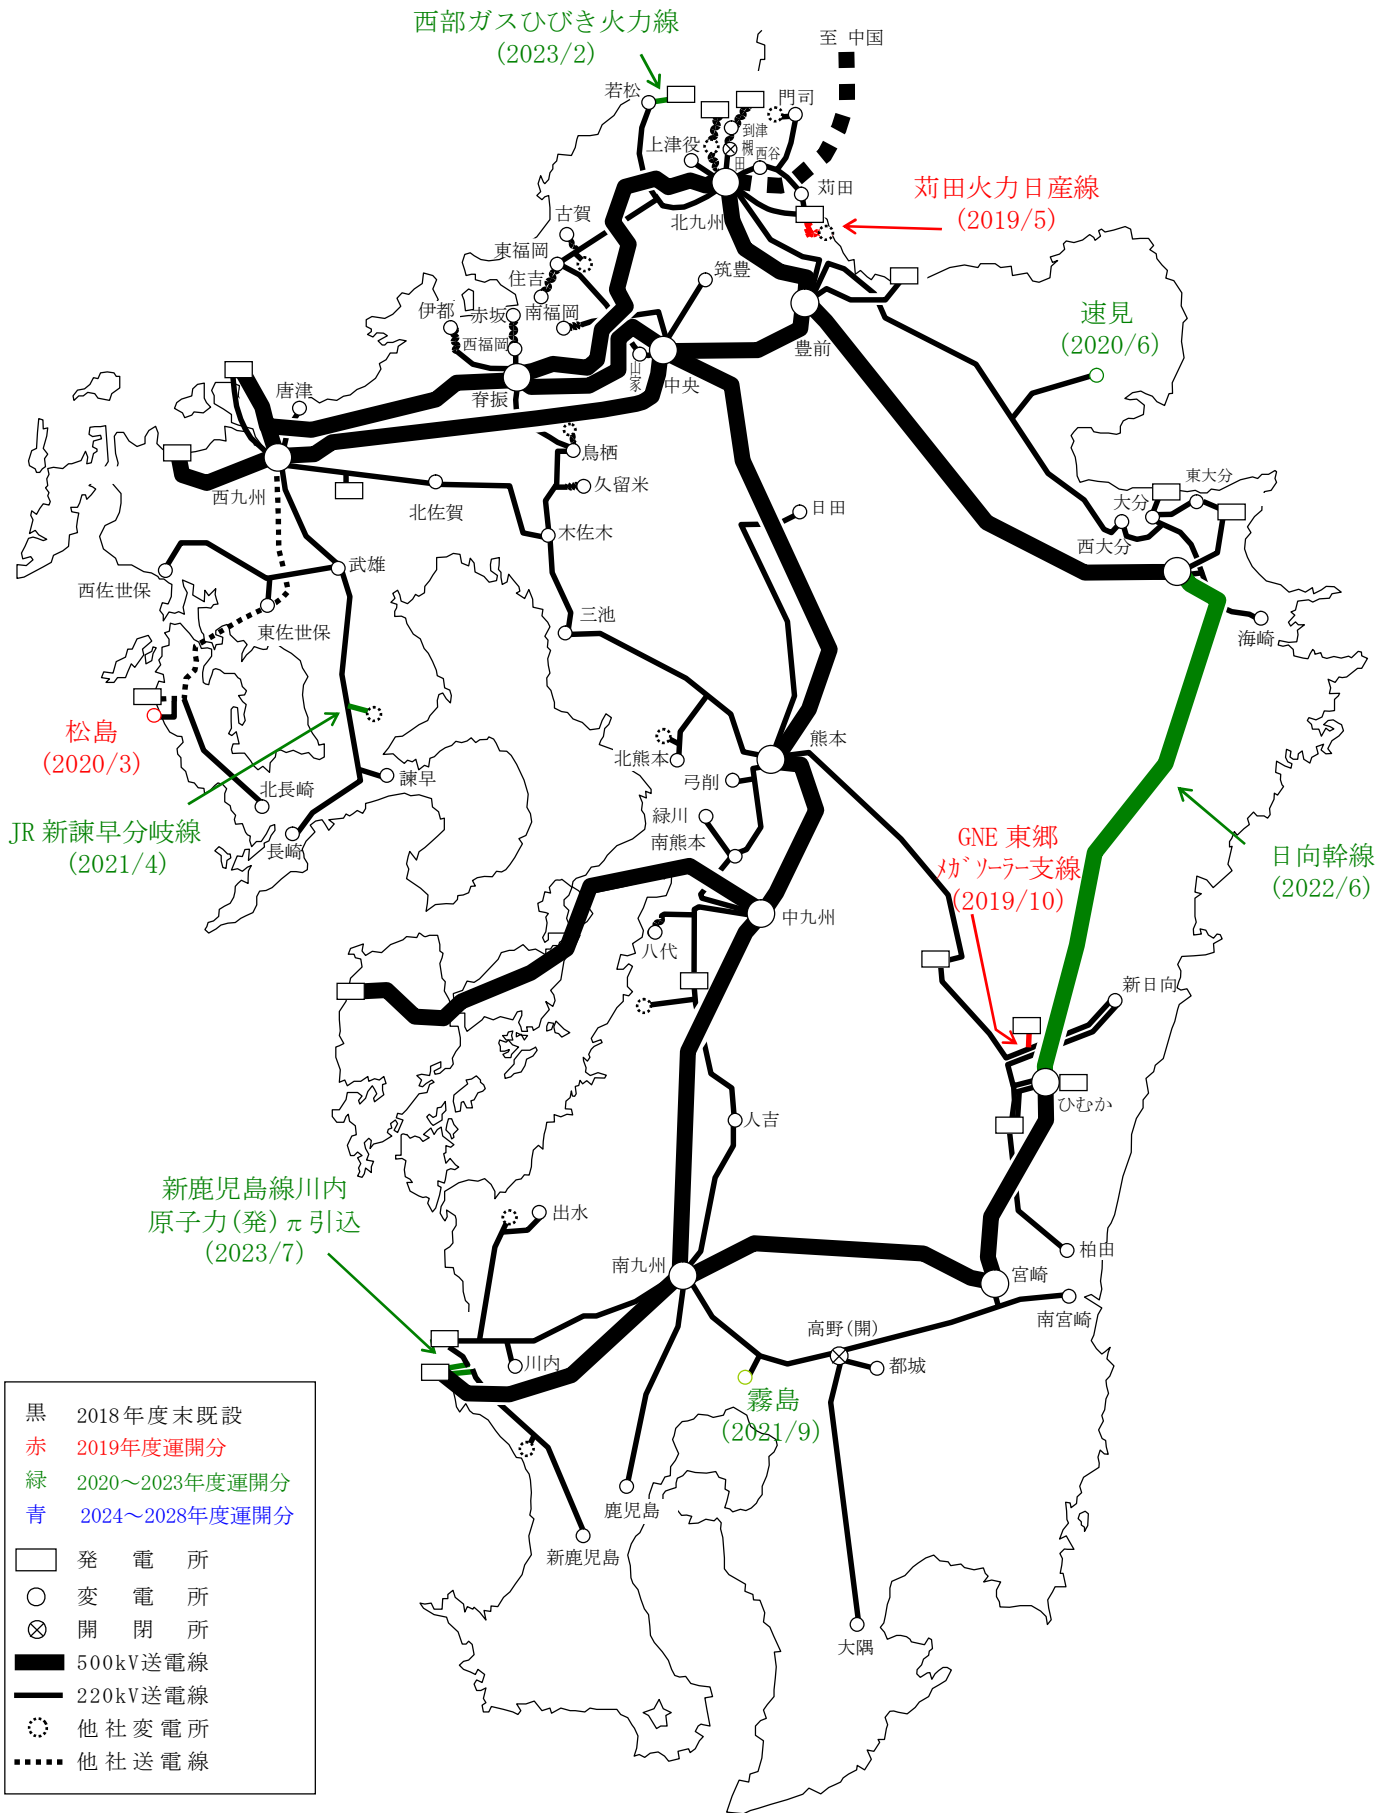 西部ガスひびき火力線
(2023/2)
至 中国
若松
門司
到津
上津役
槻田
西谷
苅田
北九州
苅田火力日産線
(2019/5)
古賀
東福岡
住吉
筑豊
伊都
赤坂
南福岡
西福岡
速見
(2020/6)
豊前
山家
中央
脊振
唐津
鳥栖
久留米
西九州
北佐賀
日田
東大分
大分
西大分
木佐木
武雄
西佐世保
東佐世保
三池
海崎
松島
(2020/3)
熊本
北熊本
弓削
諫早
北長崎
緑川
南熊本
JR 新諫早分岐線
(2021/4)
長崎
GNE 東郷
ﾒｶﾞｿｰﾗｰ支線
(2019/10)
日向幹線
(2022/6)
中九州
八代
新日向
ひむか
人吉
新鹿児島線川内
原子力(発)π引込
(2023/7)
出水
南九州
柏田
宮崎
南宮崎
高野(開)
川内
都城
霧島
(2021/9)
鹿児島
新鹿児島
大隅
黒 2018年度末既設
赤 2019年度運開分
緑 2020～2023年度運開分
青 2024～2028年度運開分
発電所
変電所
開閉所
500kV送電線
220kV送電線
他社変電所
他社送電線